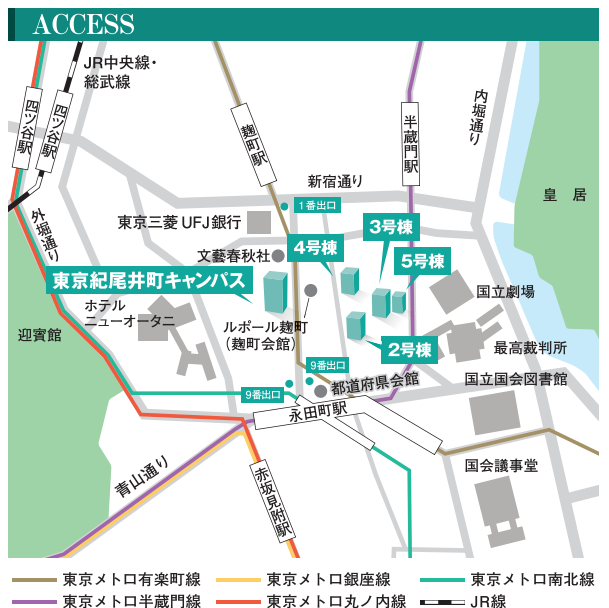 ACCESS
JR中央線・
総武線
四ツ谷駅
四ツ谷駅
麹町駅
半蔵門駅
内堀通り
皇居
新宿通り
1番出口
外堀通り
東京三菱UFJ銀行
文藝春秋社
4号棟
3号棟
5号棟
東京紀尾井町キャンパス
国立劇場
ホテル
ニューオータニ
ルポール麹町
（麹町会館）
迎賓館
2号棟
最高裁判所
9番出口
都道府県会館
国立国会図書館
9番出口
永田町駅
青山通り
赤坂見附駅
国会議事堂
東京メトロ有楽町線
東京メトロ銀座線
東京メトロ南北線
東京メトロ半蔵門線
東京メトロ丸ノ内線
JR線